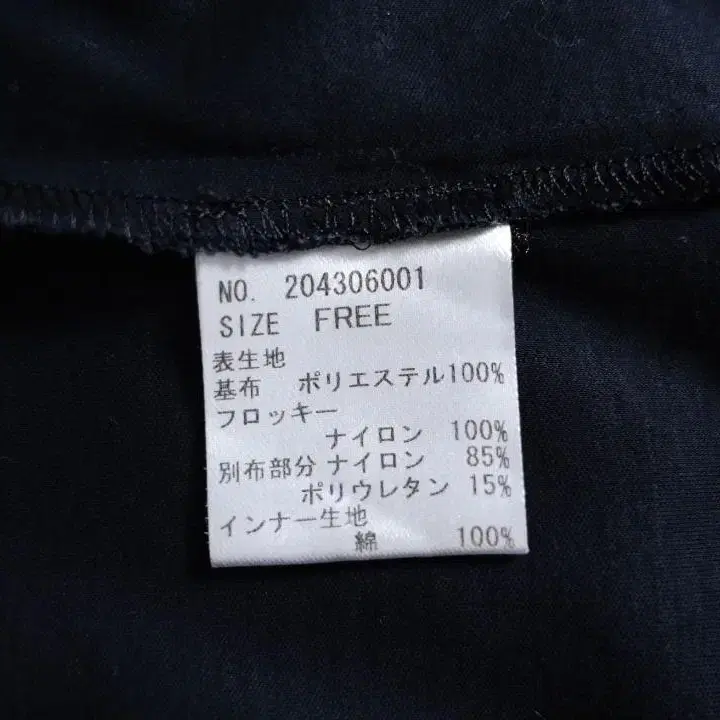 NO. 204306001
SIZE FREE
表生地
基布 ポリエステル100%
フロッキー
ナイロン 100%
別布部分 ナイロン 85%
ポリウレタン 15%
インナー生地
綿 100%